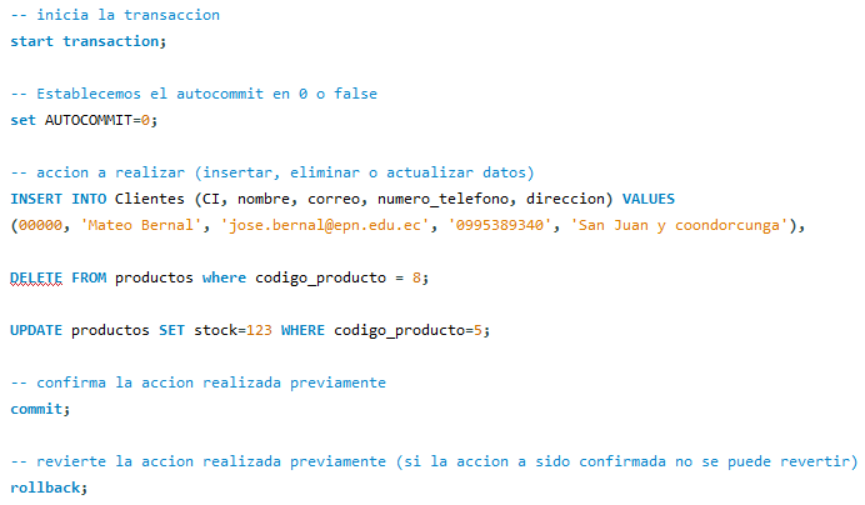 -- inicia la transaccion
start transaction;
-- Establecemos el autocommit en 0 o false
set AUTOCOMMIT=0;
-- accion a realizar (insertar, eliminar o actualizar datos)
INSERT INTO Clientes (CI, nombre, correo, numero_telefono, direccion) VALUES
(00000, 'Mateo Bernal', 'jose.bernal@epn.edu.ec', '0995389340', 'San Juan y coondorcunga'),
DELETE FROM productos where codigo_producto = 8;
UPDATE productos SET stock=123 WHERE codigo_producto=5;
-- confirma la accion realizada previamente
commit;
-- revierte la accion realizada previamente (si la accion a sido confirmada no se puede revertir)
rollback;